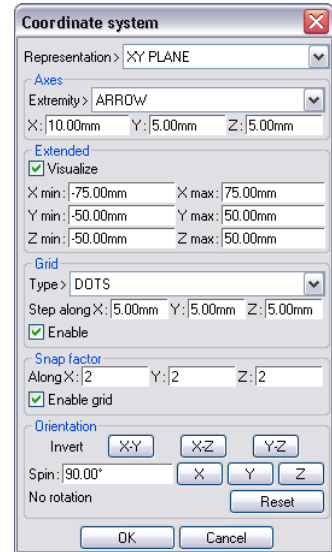 Coordinate system
Representation > XY PLANE
Axes
Extremity > ARROW
X: 10.00mm Y: 5.00mm Z: 5.00mm
Extended
Visualize
X min: -75.00mm X max: 75.00mm
Y min: -50.00mm Y max: 50.00mm
Z min: -50.00mm Z max: 50.00mm
Grid
Type > DOTS
Step along X: 5.00mm Y: 5.00mm Z: 5.00mm
Enable
Snap factor
Along X: 2 Y: 2 Z: 2
Enable grid
Orientation
Invert X-Y X-Z Y-Z
Spin: 90.00° X Y Z
No rotation Reset
OK Cancel